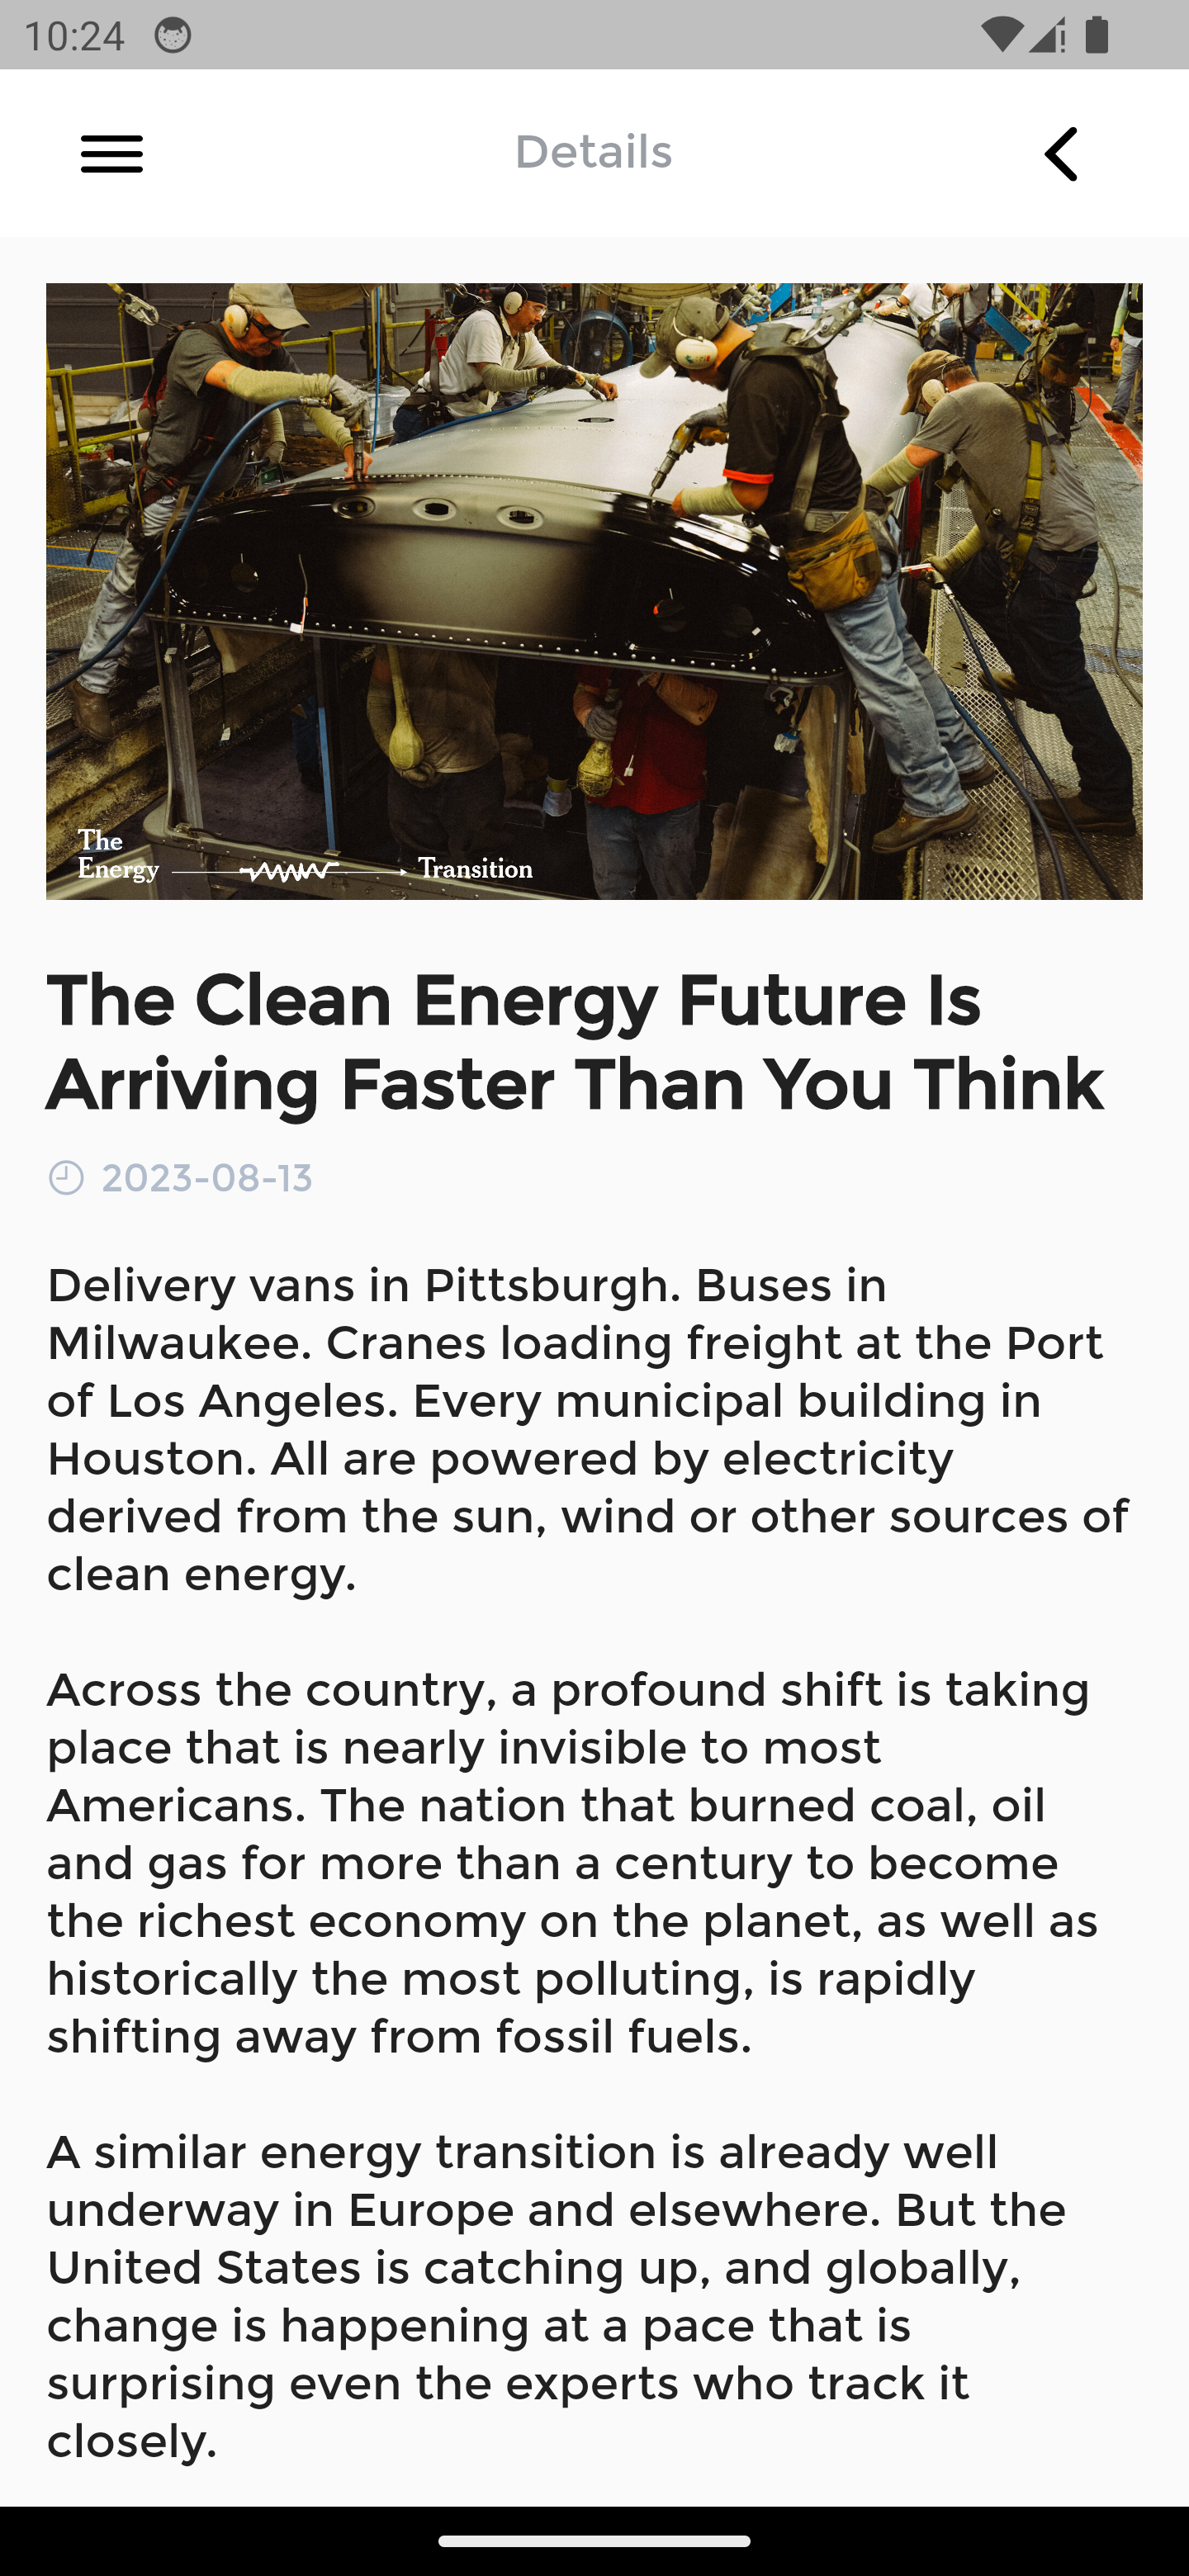 10:24
Details
The
Energy Transition
The Clean Energy Future Is
Arriving Faster Than You Think
2023-08-13
Delivery vans in Pittsburgh. Buses in
Milwaukee. Cranes loading freight at the Port
of Los Angeles. Every municipal building in
Houston. All are powered by electricity
derived from the sun, wind or other sources of
clean energy.
Across the country, a profound shift is taking
place that is nearly invisible to most
Americans. The nation that burned coal, oil
and gas for more than a century to become
the richest economy on the planet, as well as
historically the most polluting, is rapidly
shifting away from fossil fuels.
A similar energy transition is already well
underway in Europe and elsewhere. But the
United States is catching up, and globally,
change is happening at a pace that is
surprising even the experts who track it
closely.